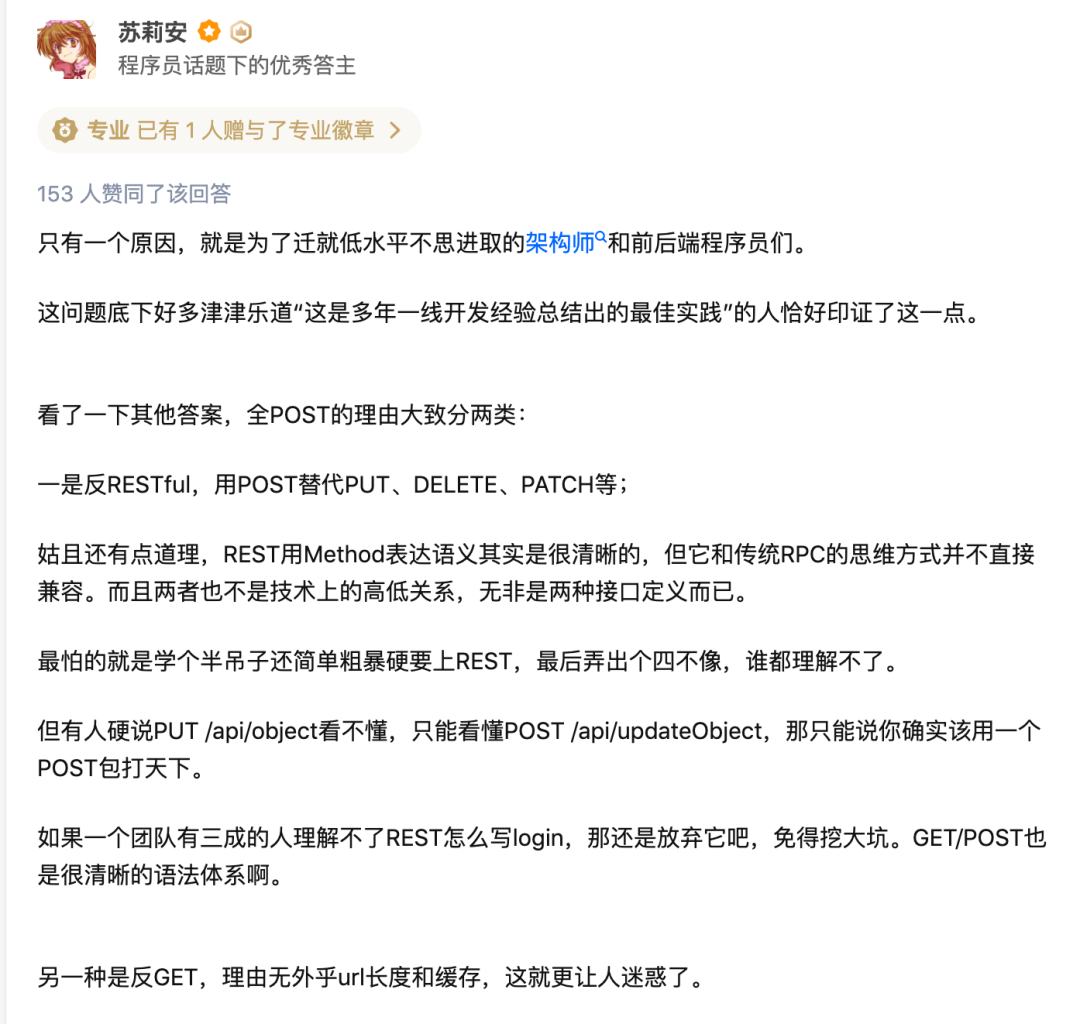 苏莉安
程序员话题下的优秀答主
专业 已有 1 人赠与了专业徽章
153 人赞同了该回答
只有一个原因，就是为了迁就低水平不思进取的架构师和前后端程序员们。
这问题底下好多津津乐道“这是多年一线开发经验总结出的最佳实践”的人恰好印证了这一点。
看了一下其他答案，全POST的理由大致分两类：
一是反RESTful，用POST替代PUT、DELETE、PATCH等；
姑且还有点道理，REST用Method表达语义其实是很清晰的，但它和传统RPC的思维方式并不直接
兼容。而且两者也不是技术上的高低关系，无非是两种接口定义而已。
最怕的就是学个半吊子还简单粗暴硬要上REST，最后弄出个四不像，谁都理解不了。
但有人硬说PUT /api/object看不懂，只能看懂POST /api/updateObject，那只能说你确实该用一个
POST包打天下。
如果一个团队有三成的人理解不了REST怎么写login，那还是放弃它吧，免得挖大坑。GET/POST也
是很清晰的语法体系啊。
另一种是反GET，理由无外乎url长度和缓存，这就更让人迷惑了。